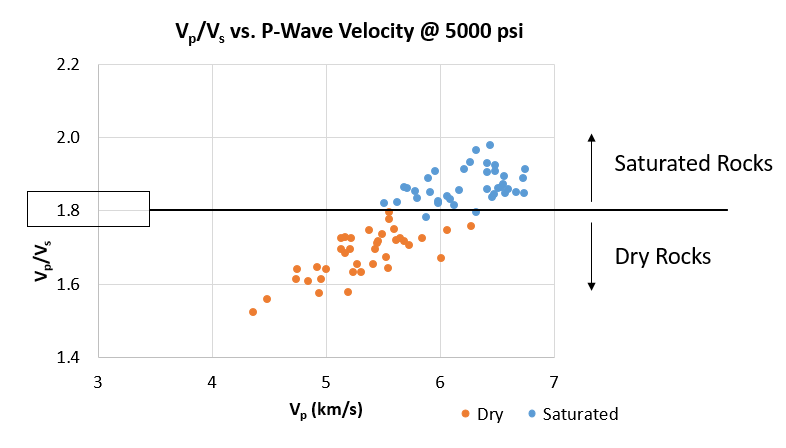 Vp/Vs vs. P-Wave Velocity @ 5000 psi
2.2
2.0
1.8
1.6
1.4
Vp/Vs
3 4 5 6 7
Vp (km/s)
Dry Saturated
Saturated Rocks
Dry Rocks